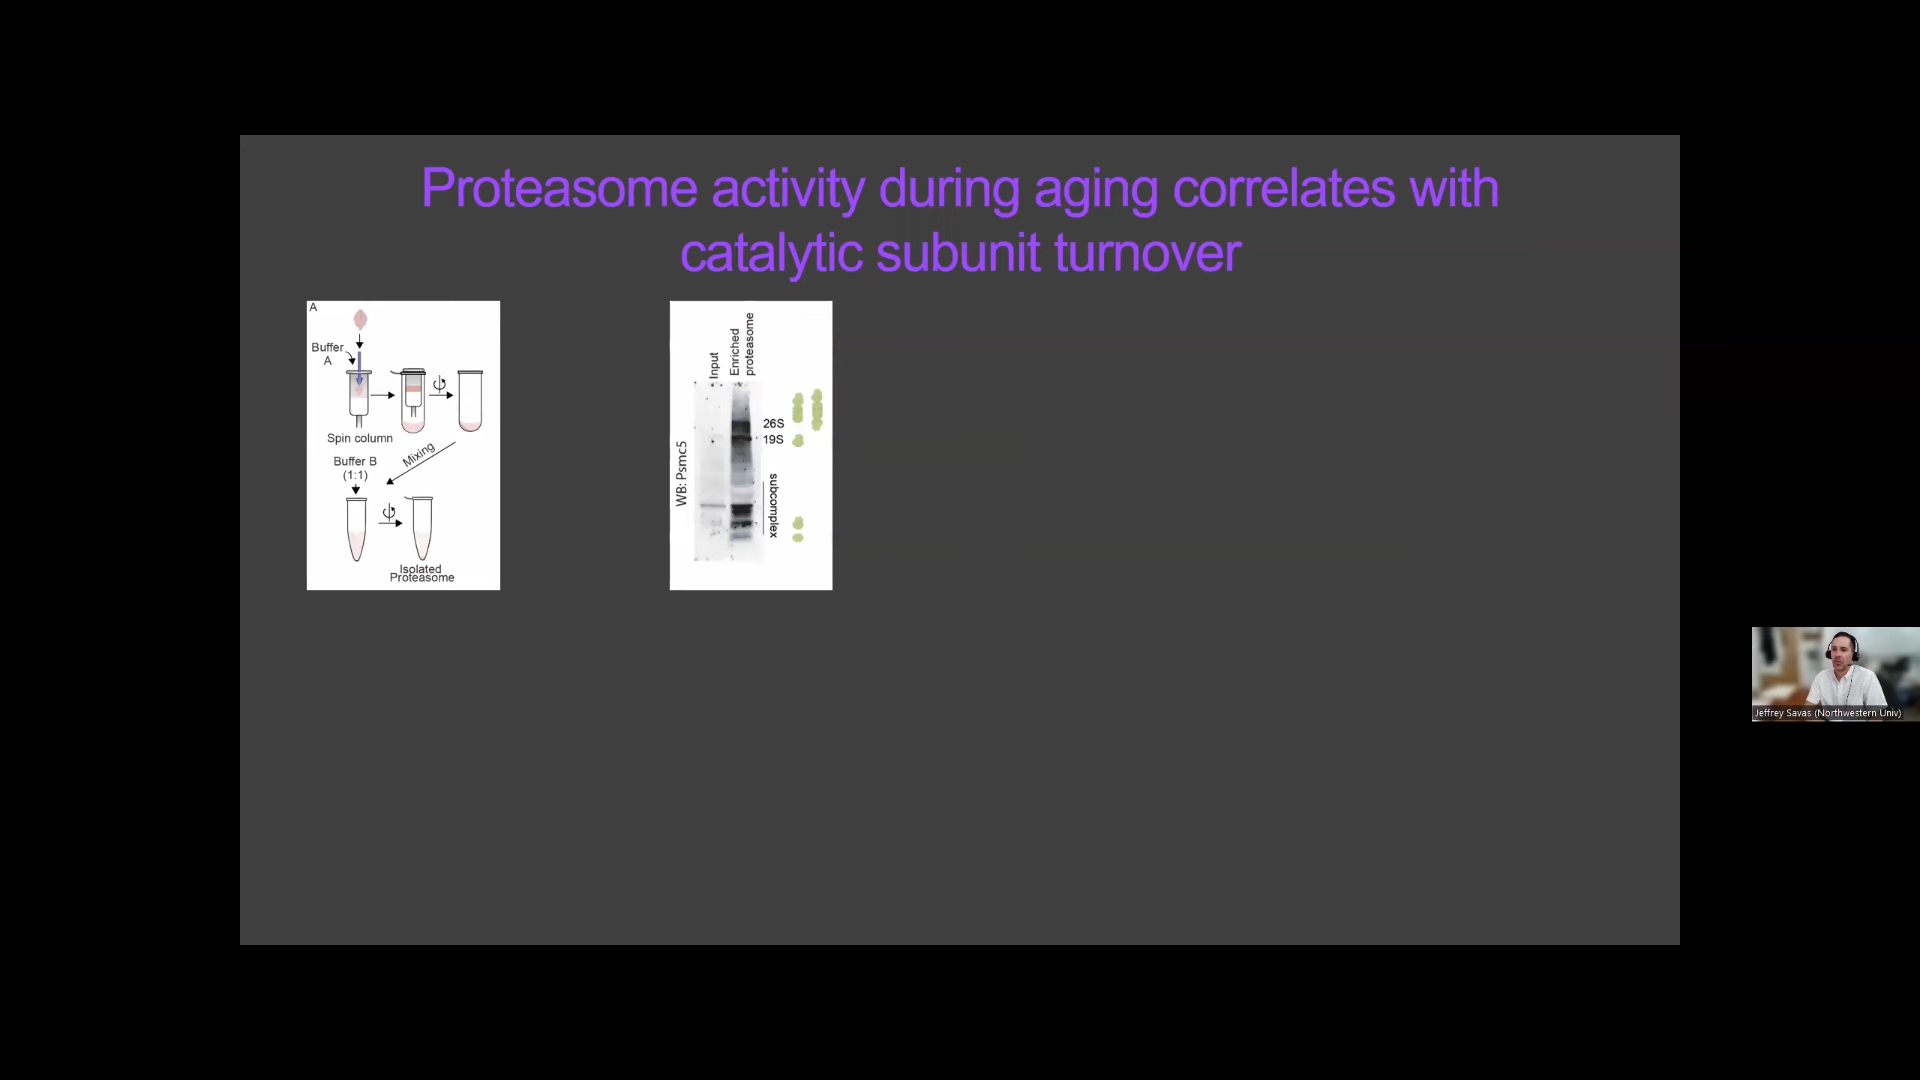 Proteasome activity during aging correlates with
catalytic subunit turnover
A
Buffer
A
Spin column
Mixing
Buffer B
(1:1)
Isolated
Proteasome
Input
Enriched
proteasome
WB: Psmc5
26S
19S
subcomplex
Jeffrey Savas (Northwestern Univ)